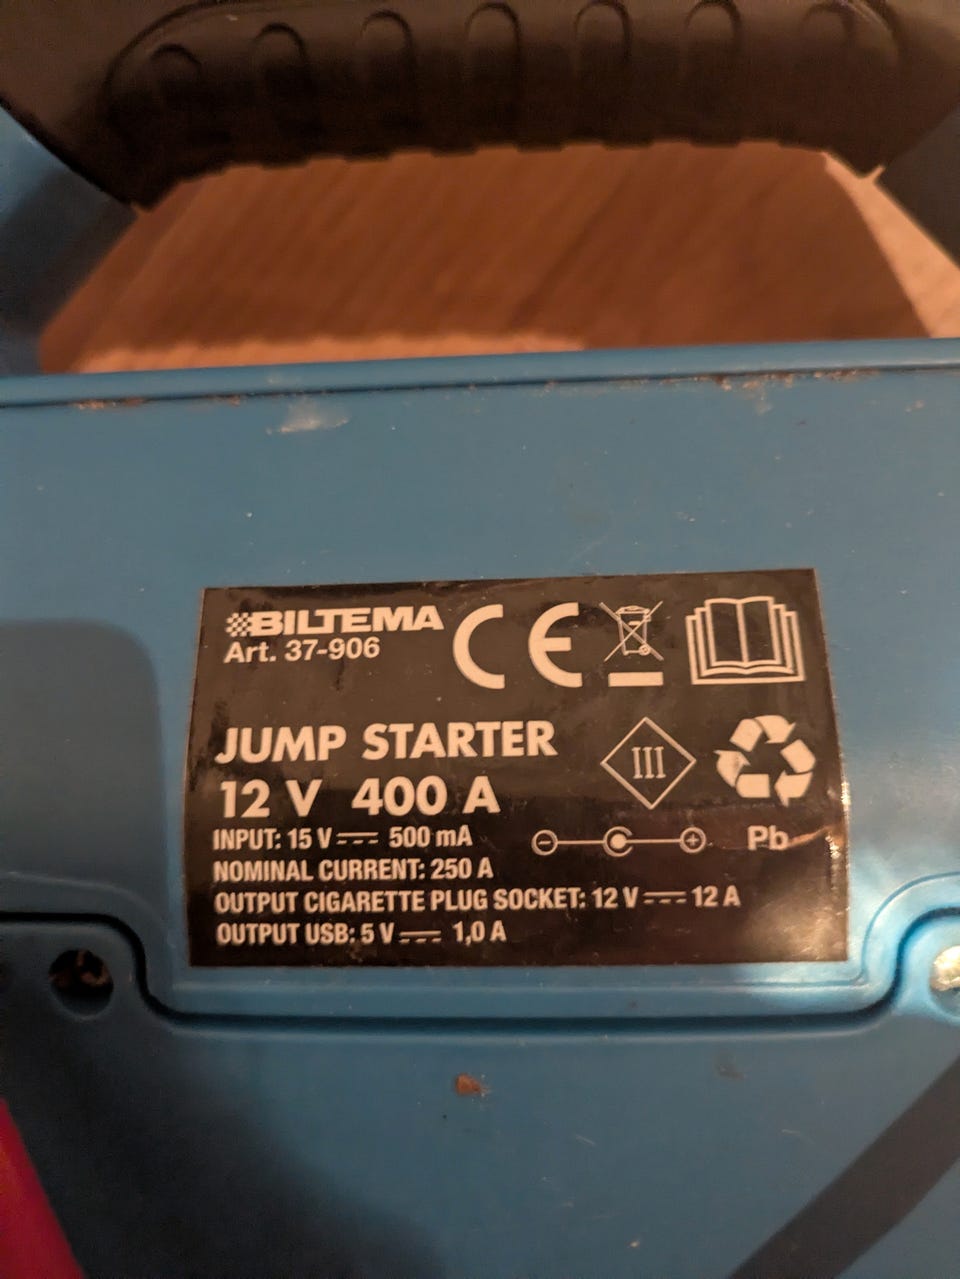 BILTEMA
Art. 37-906
CE
JUMP STARTER
12 V 400 A
III
INPUT: 15 V ⎓ 500 mA
- +
Pb
NOMINAL CURRENT: 250 A
OUTPUT CIGARETTE PLUG SOCKET: 12 V ⎓ 12 A
OUTPUT USB: 5 V ⎓ 1,0 A